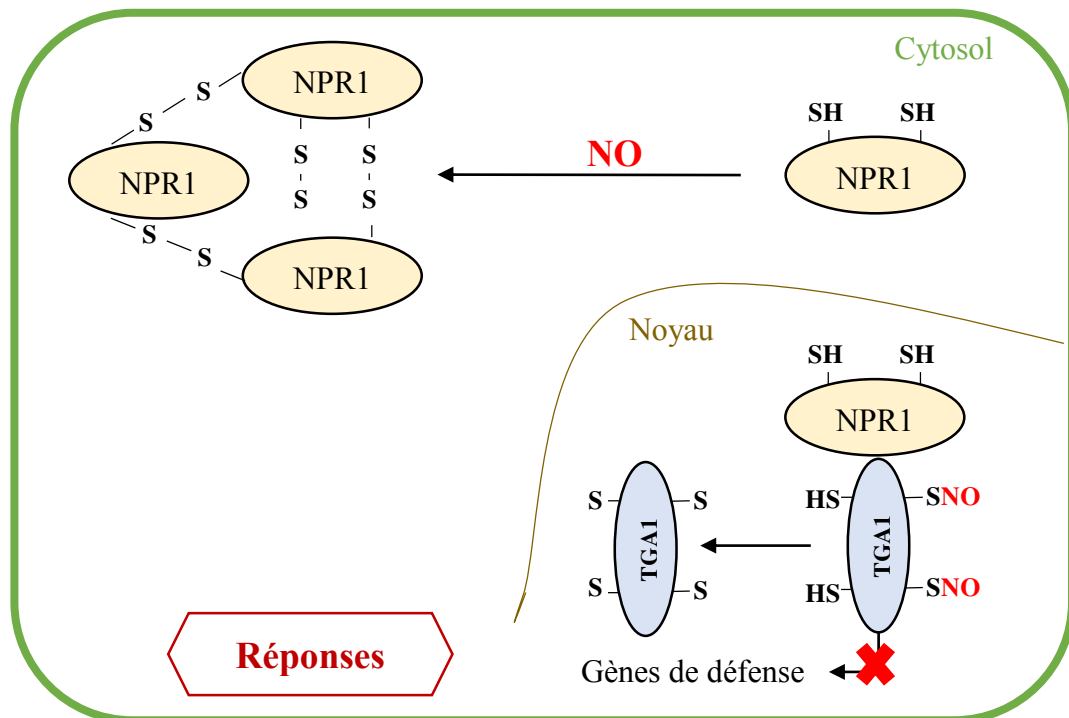 Cytosol
NPR1
S
S
NPR1
S
S
NPR1
S
S
S
S
S
S
NO
SH SH
NPR1
Noyau
SH SH
NPR1
S S
TGA1
S S
HS SNO
TGA1
HS SNO
Gènes de défense
Réponses